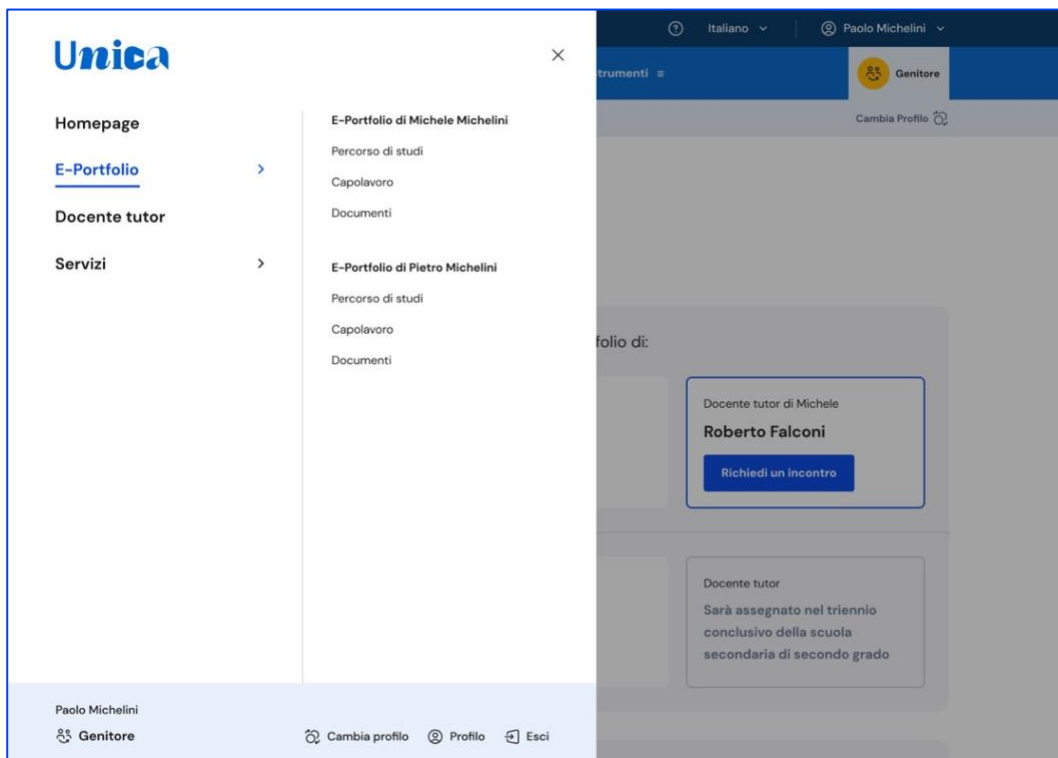 Unica
Homepage
E-Portfolio
Docente tutor
Servizi
E-Portfolio di Michele Michelini
Percorso di studi
Capolavoro
Documenti
E-Portfolio di Pietro Michelini
Percorso di studi
Capolavoro
Documenti
Paolo Michelini
Genitore
Cambia profilo Profilo Esci
Italiano Paolo Michelini
trumenti Genitore
Cambia Profilo
folio di:
Docente tutor di Michele
Roberto Falconi
Richiedi un incontro
Docente tutor
Sarà assegnato nel triennio
conclusivo della scuola
secondaria di secondo grado